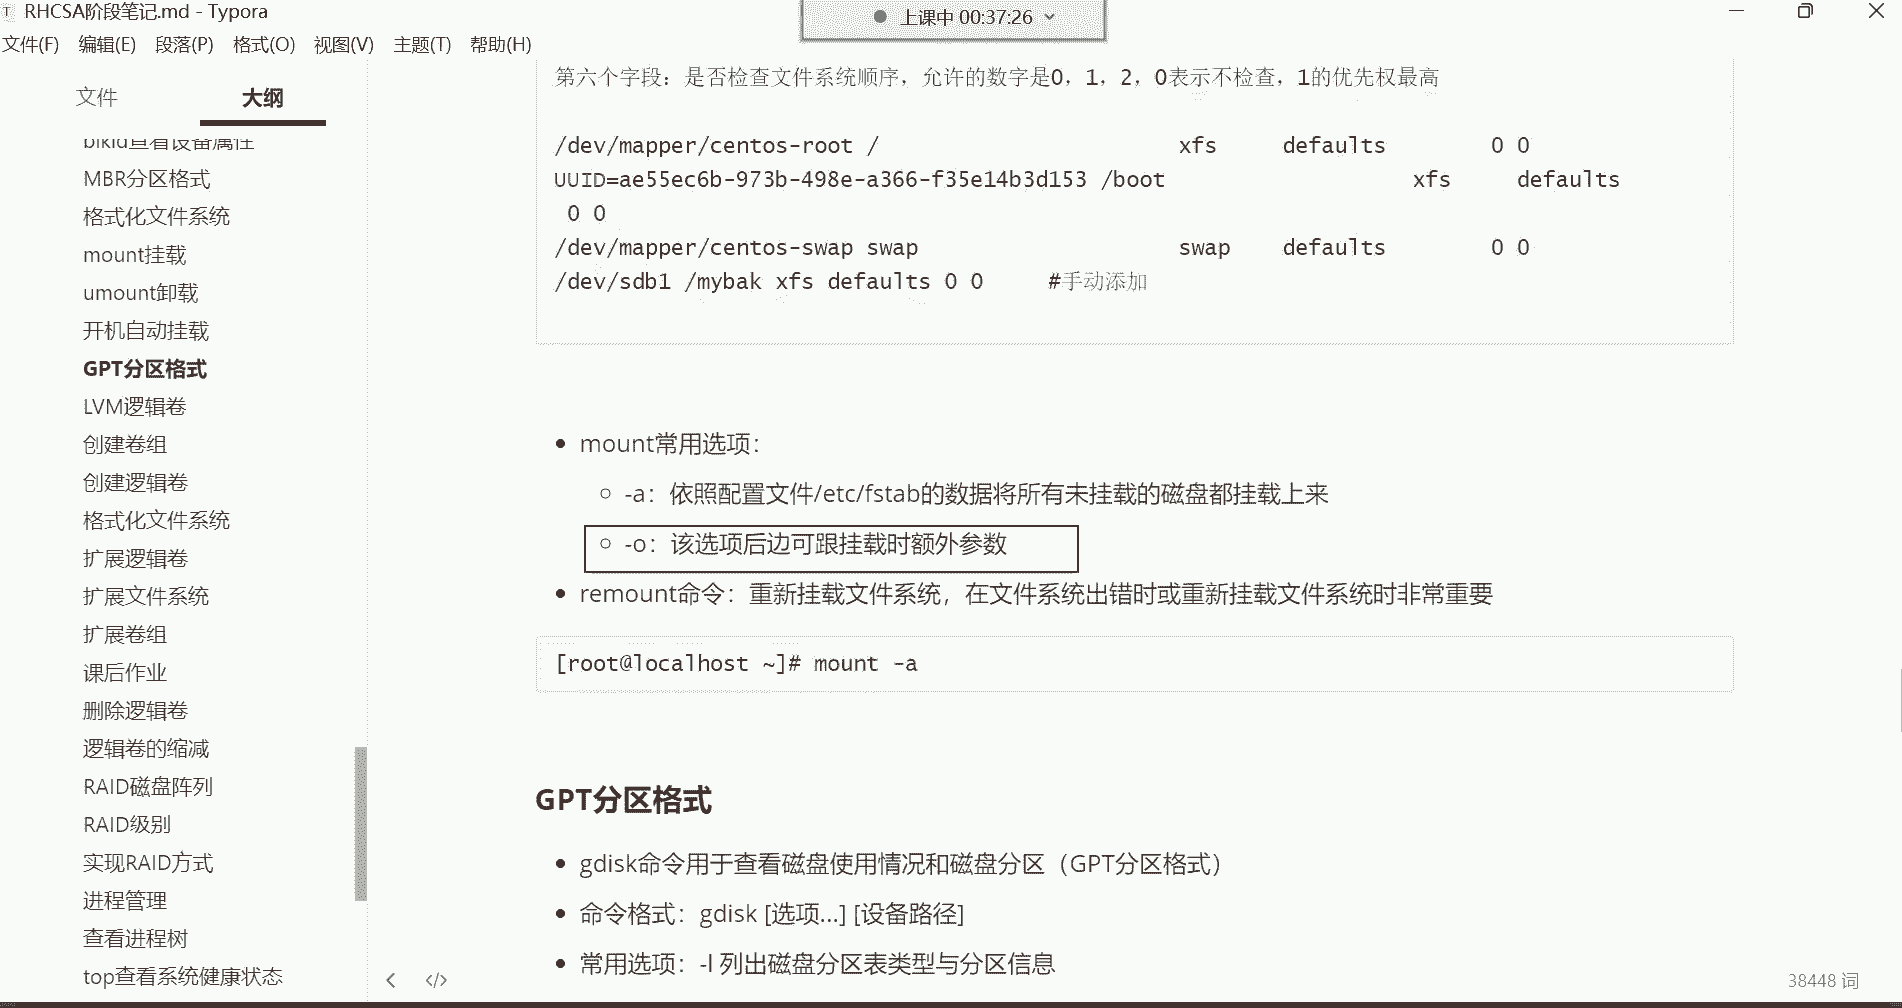 RHCSA阶段笔记.md - Typora
上课中 00:37:26
文件(F) 编辑(E) 段落(P) 格式(O) 视图(V) 主题(T) 帮助(H)
文件 大纲
blkid查看设备属性
MBR分区格式
格式化文件系统
mount挂载
umount卸载
开机自动挂载
GPT分区格式
LVM逻辑卷
创建卷组
创建逻辑卷
格式化文件系统
扩展逻辑卷
扩展文件系统
扩展卷组
课后作业
删除逻辑卷
逻辑卷的缩减
RAID磁盘阵列
RAID级别
实现RAID方式
进程管理
查看进程树
top查看系统健康状态
第六个字段：是否检查文件系统顺序，允许的数字是0，1，2，0表示不检查，1的优先权最高
/dev/mapper/centos-root / xfs defaults 0 0
UUID=ae55ec6b-973b-498e-a366-f35e14b3d153 /boot xfs defaults
0 0
/dev/mapper/centos-swap swap swap defaults 0 0
/dev/sdb1 /mybak xfs defaults 0 0 #手动添加
mount常用选项：
-a：依照配置文件/etc/fstab的数据将所有未挂载的磁盘都挂载上来
-o：该选项后边可跟挂载时额外参数
remount命令：重新挂载文件系统，在文件系统出错时或重新挂载文件系统时非常重要
[root@localhost ~]# mount -a
GPT分区格式
gdisk命令用于查看磁盘使用情况和磁盘分区（GPT分区格式）
命令格式：gdisk [选项...] [设备路径]
常用选项：-l 列出磁盘分区表类型与分区信息
38448 词